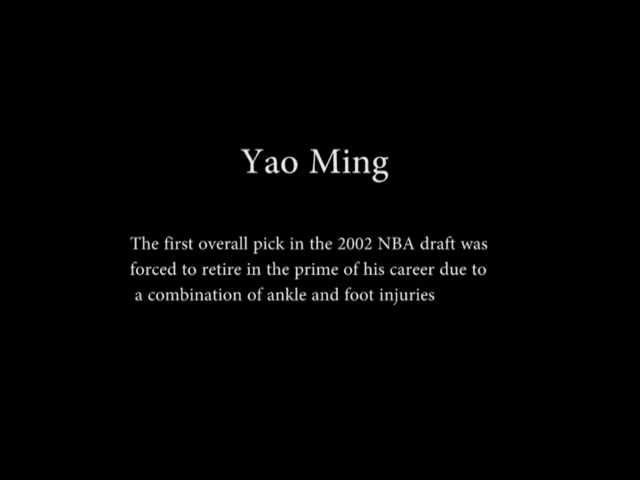 Yao Ming
The first overall pick in the 2002 NBA draft was
forced to retire in the prime of his career due to
a combination of ankle and foot injuries